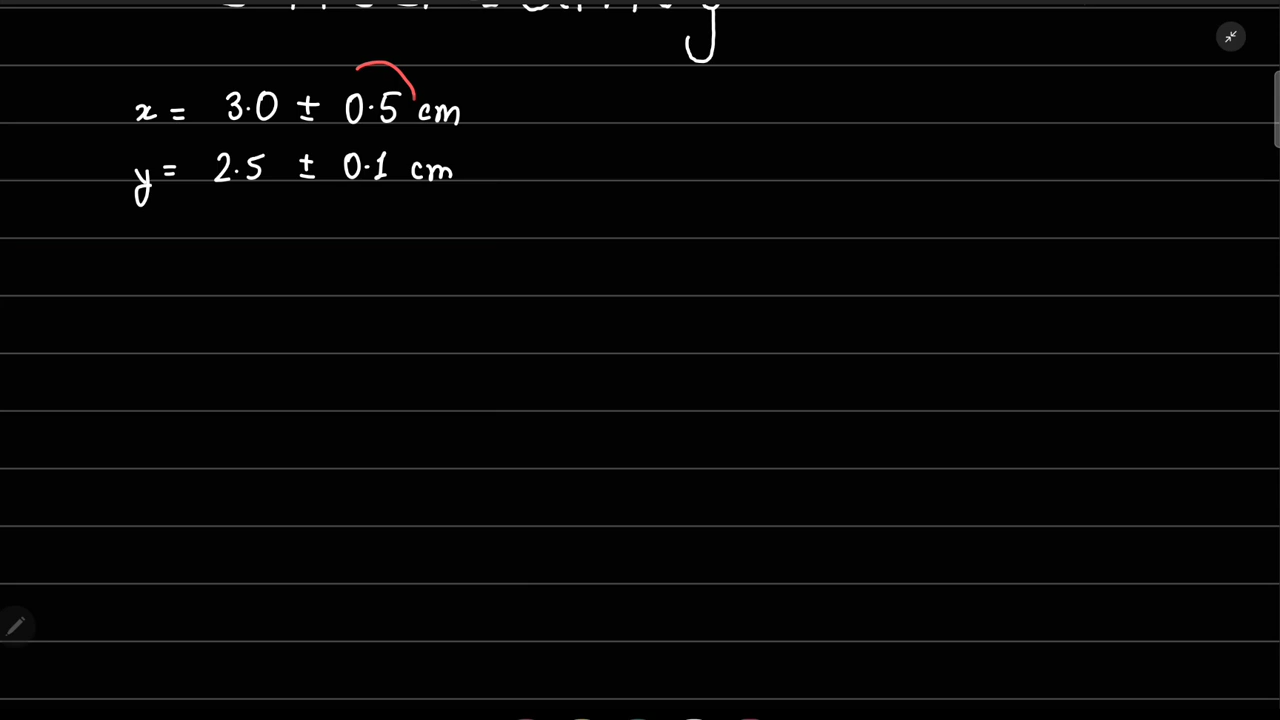 x = 3.0 ± 0.5 cm
y = 2.5 ± 0.1 cm